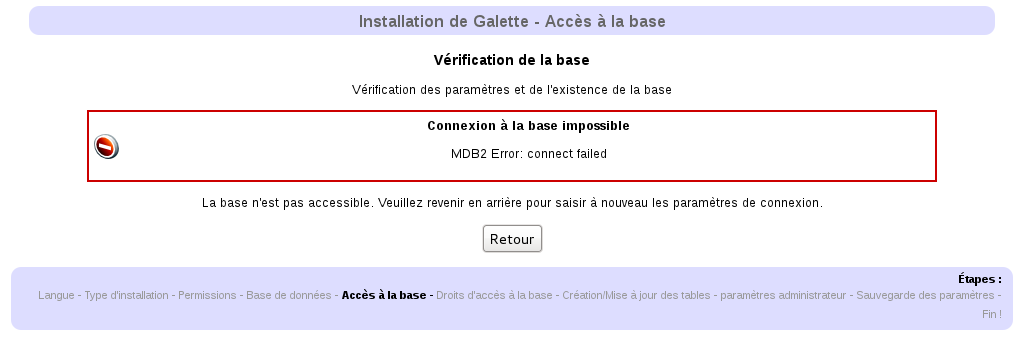 Installation de Galette - Accès à la base
Vérification de la base
Vérification des paramètres et de l'existence de la base
Connexion à la base impossible
MDB2 Error: connect failed
La base n'est pas accessible. Veuillez revenir en arrière pour saisir à nouveau les paramètres de connexion.
Retour
Étapes :
Langue - Type d'installation - Permissions - Base de données - Accès à la base - Droits d'accès à la base - Création/Mise à jour des tables - paramètres administrateur - Sauvegarde des paramètres -
Fin !